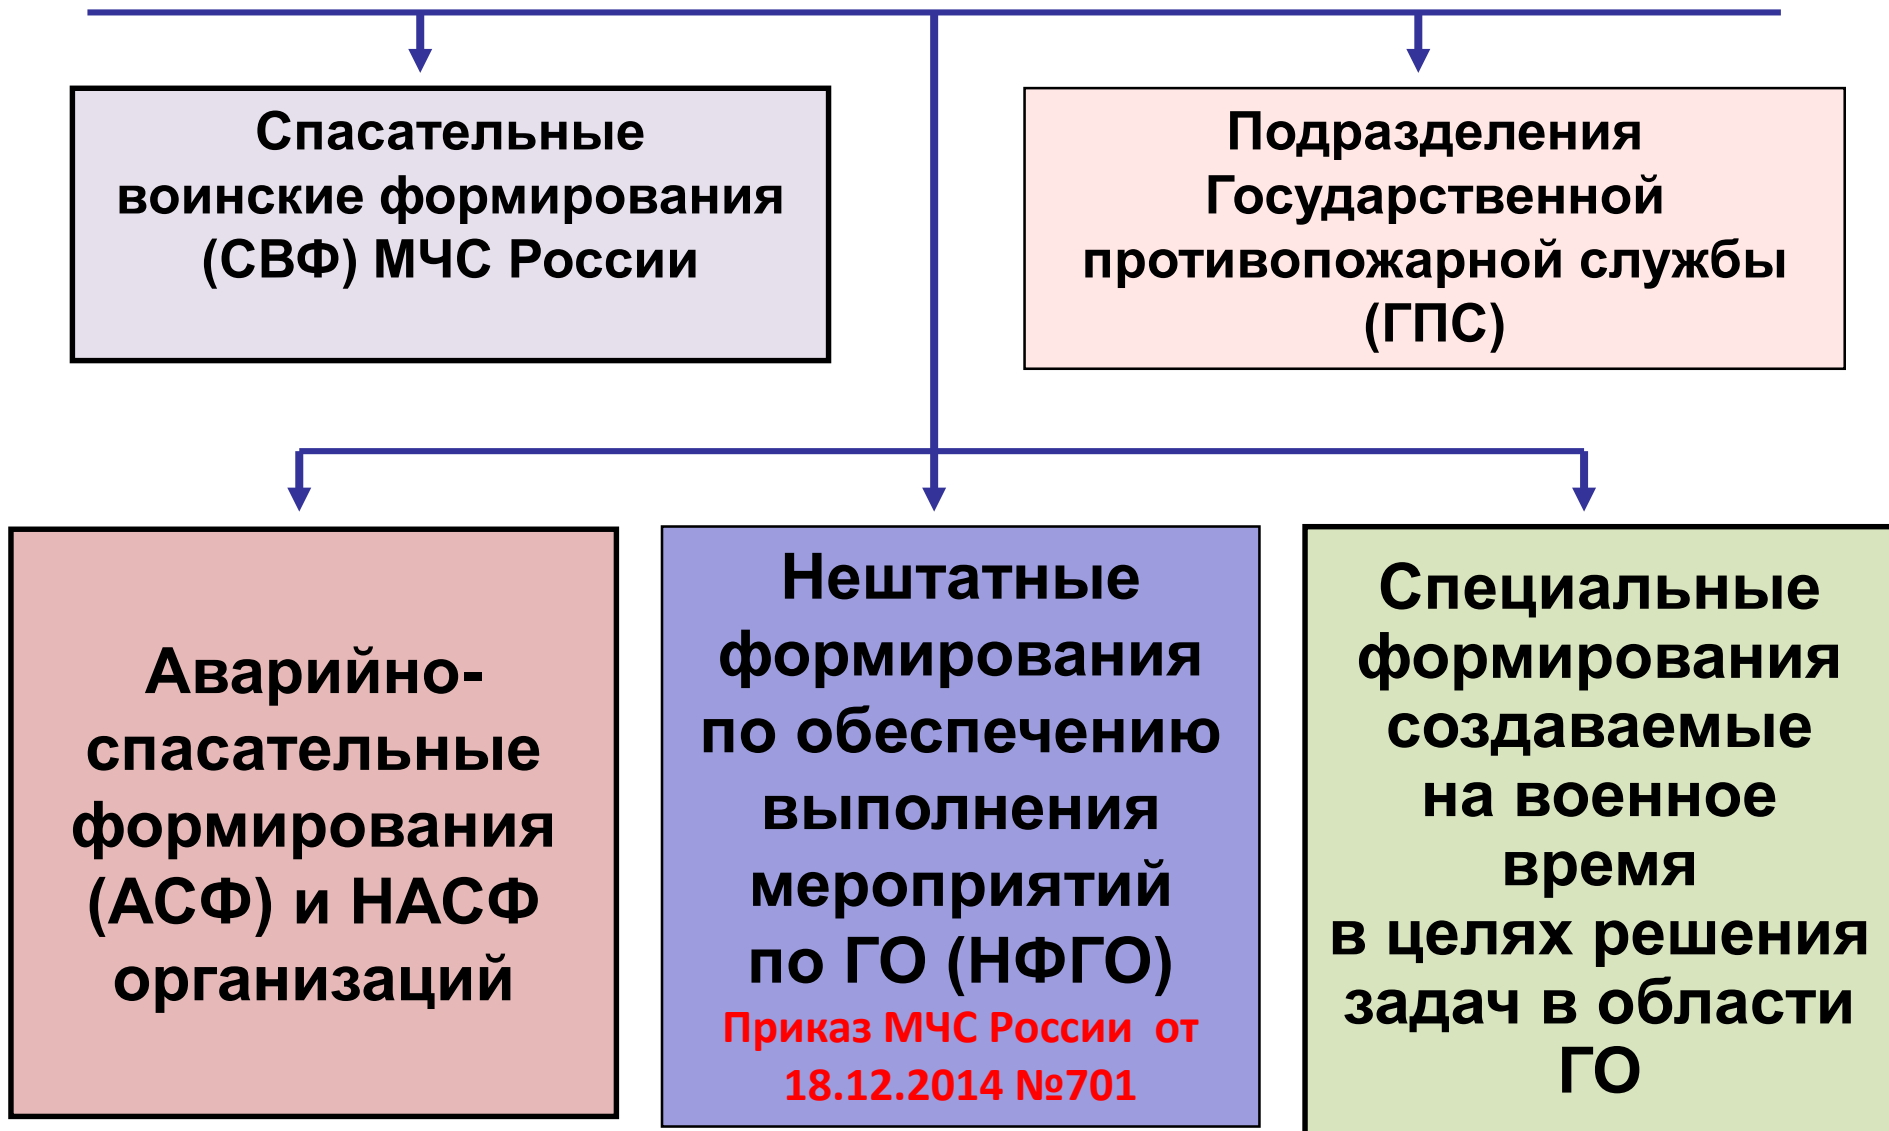 Спасательные
воинские формирования
(СВФ) МЧС России
Подразделения
Государственной
противопожарной службы
(ГПС)
Аварийно-
спасательные
формирования
(АСФ) и НАСФ
организаций
Нештатные
формирования
по обеспечению
выполнения
мероприятий
по ГО (НФГО)
Приказ МЧС России от
18.12.2014 №701
Специальные
формирования
создаваемые
на военное
время
в целях решения
задач в области
ГО